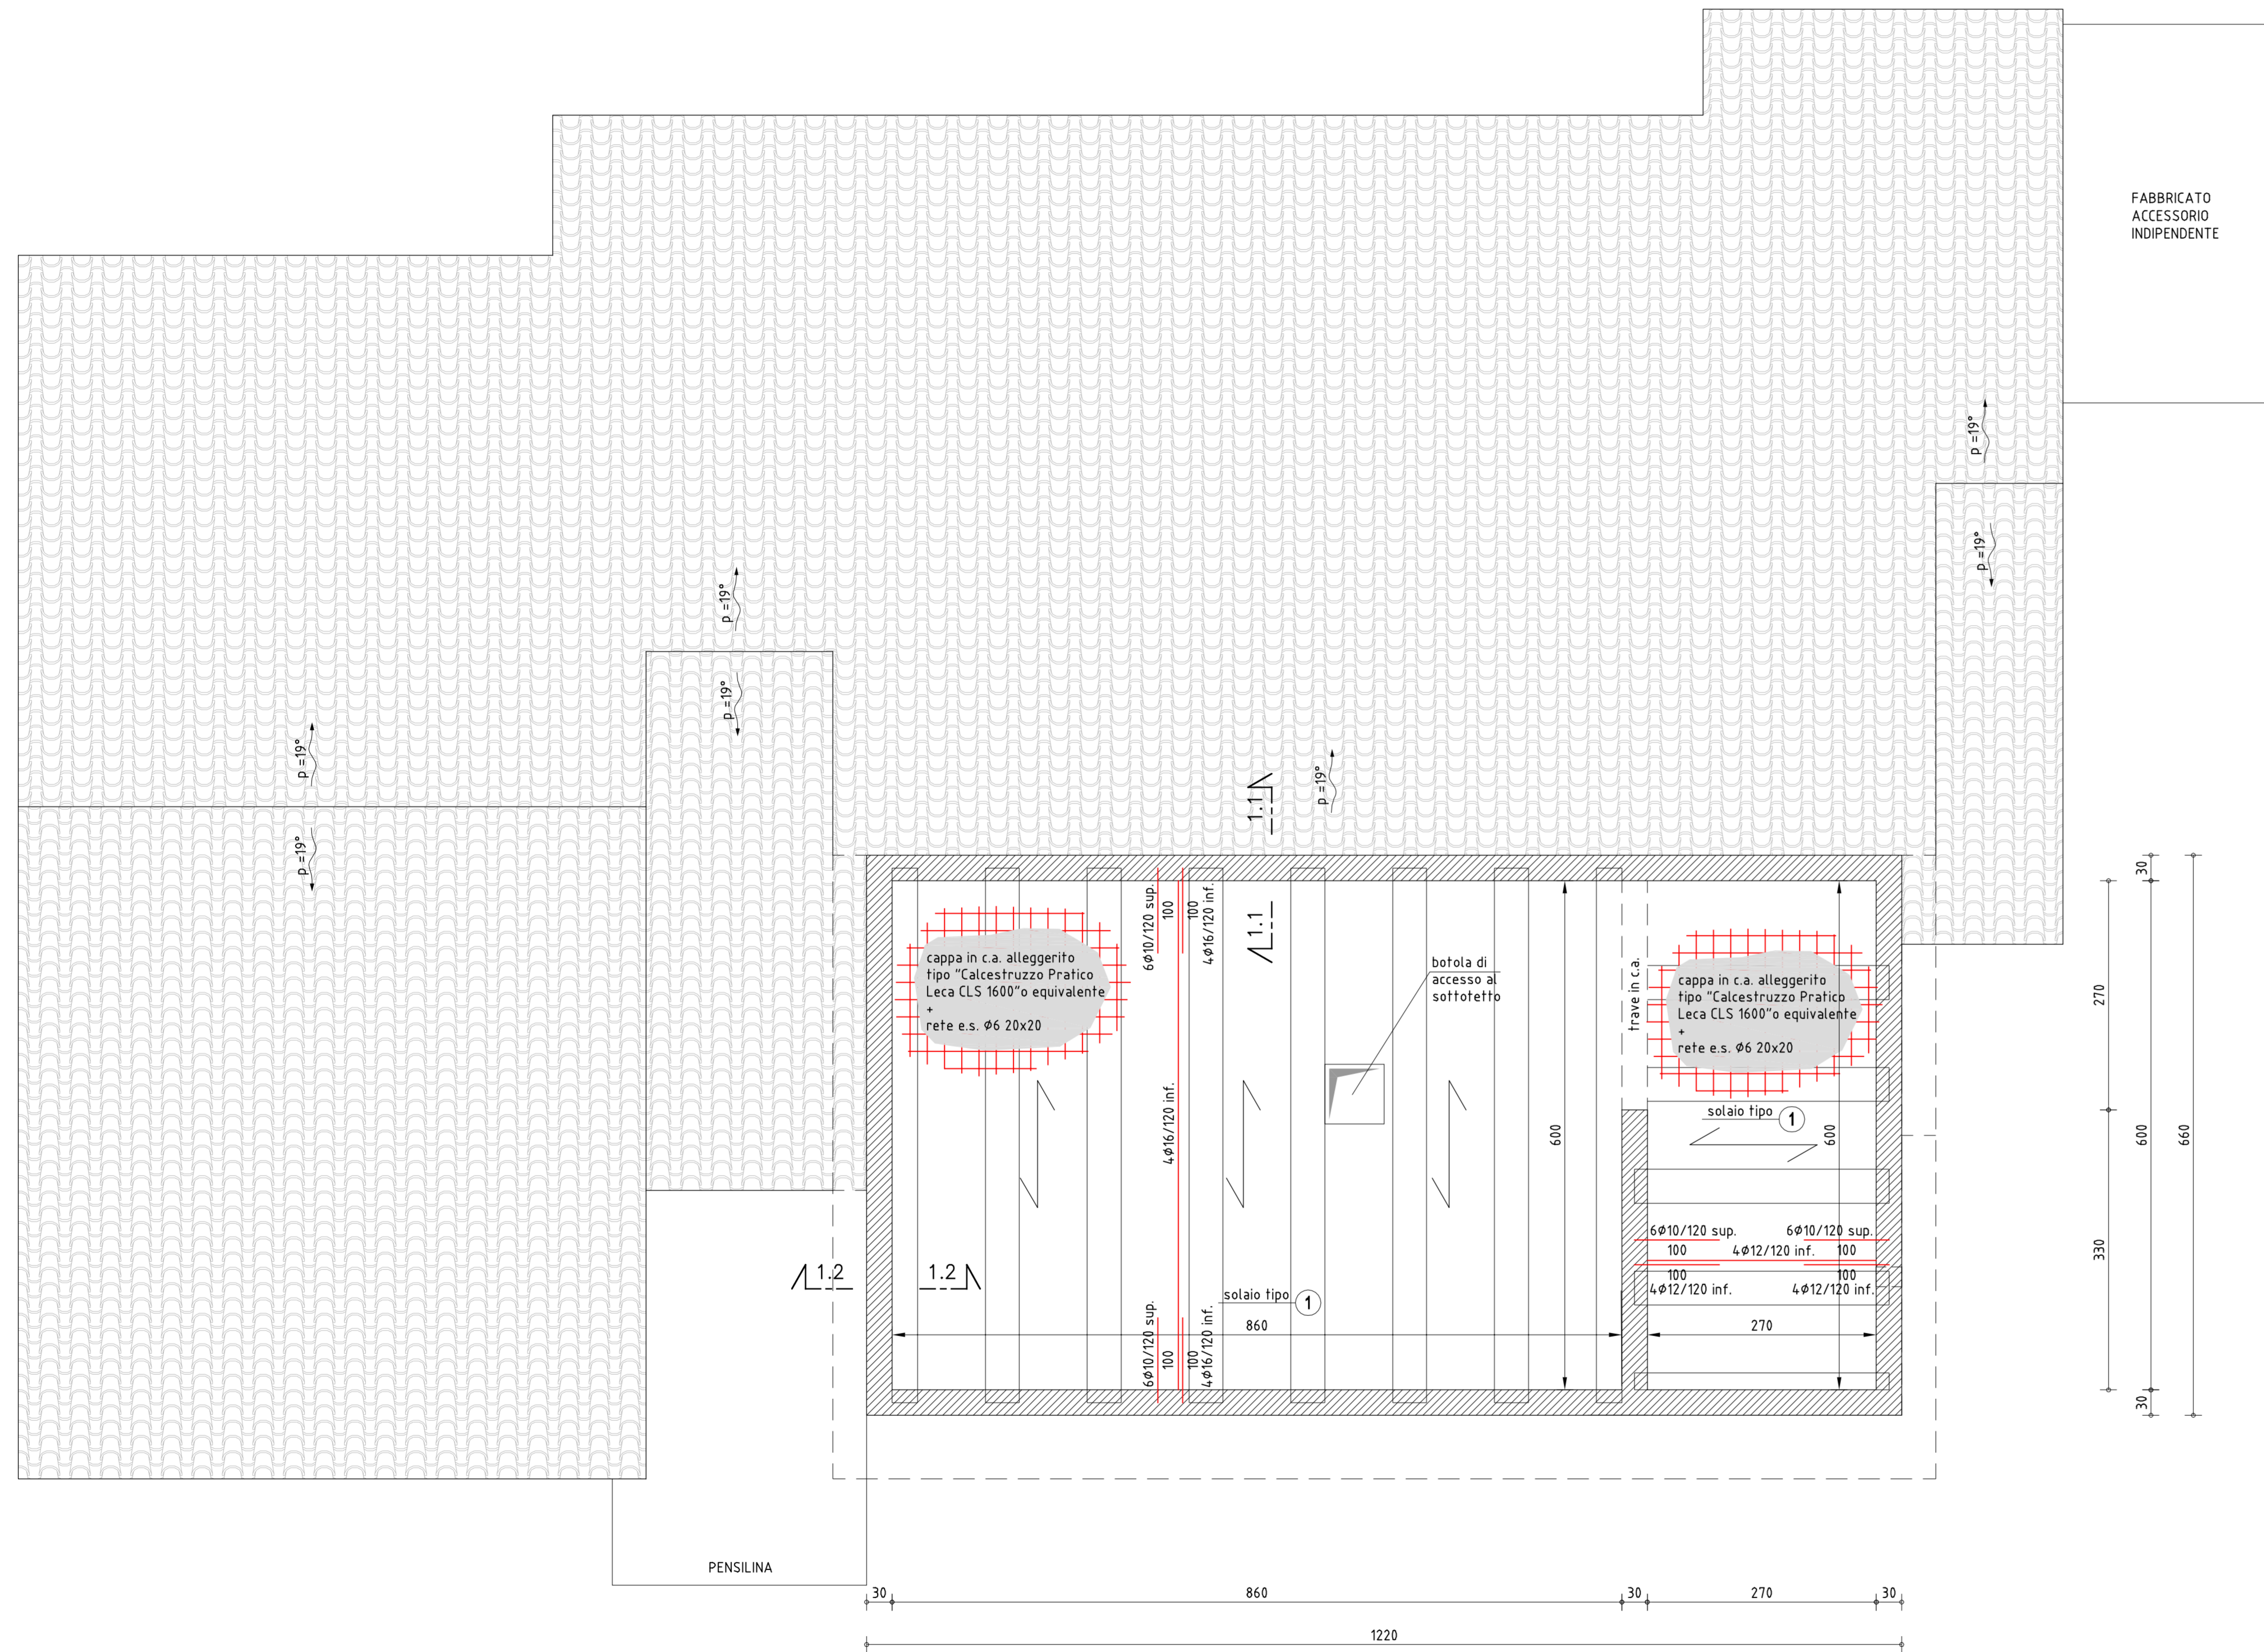 FABBRICATO
ACCESSORIO
INDIPENDENTE
p =19°
p =19°
p =19°
p =19°
p =19°
p =19°
p =19°
1.1
1.1
30
6Ø10/120 sup.
100
100
4Ø16/120 inf.
cappa in c.a. alleggerito
tipo "Calcestruzzo Pratico
Leca CLS 1600"o equivalente
+
rete e.s. Ø6 20x20
botola di
accesso al
sottotetto
trave in c.a.
cappa in c.a. alleggerito
tipo "Calcestruzzo Pratico
Leca CLS 1600"o equivalente
+
rete e.s. Ø6 20x20
270
4Ø16/120 inf.
600
solaio tipo 1
600
600
660
6Ø10/120 sup.
6Ø10/120 sup.
100
4Ø12/120 inf.
100
100
100
4Ø12/120 inf.
4Ø12/120 inf.
330
1.2
1.2
solaio tipo 1
6Ø10/120 sup.
100
100
4Ø16/120 inf.
860
270
30
PENSILINA
30
860
30
270
30
1220